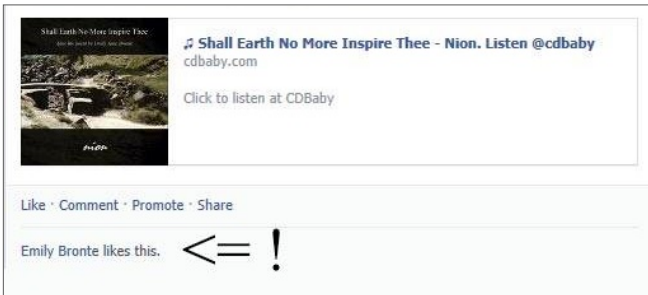 Shall Earth No More Inspire Thee
nion
♫ Shall Earth No More Inspire Thee - Nion. Listen @cdbaby
cdbaby.com
Click to listen at CDBaby
Like · Comment · Promote · Share
Emily Bronte likes this. <= !